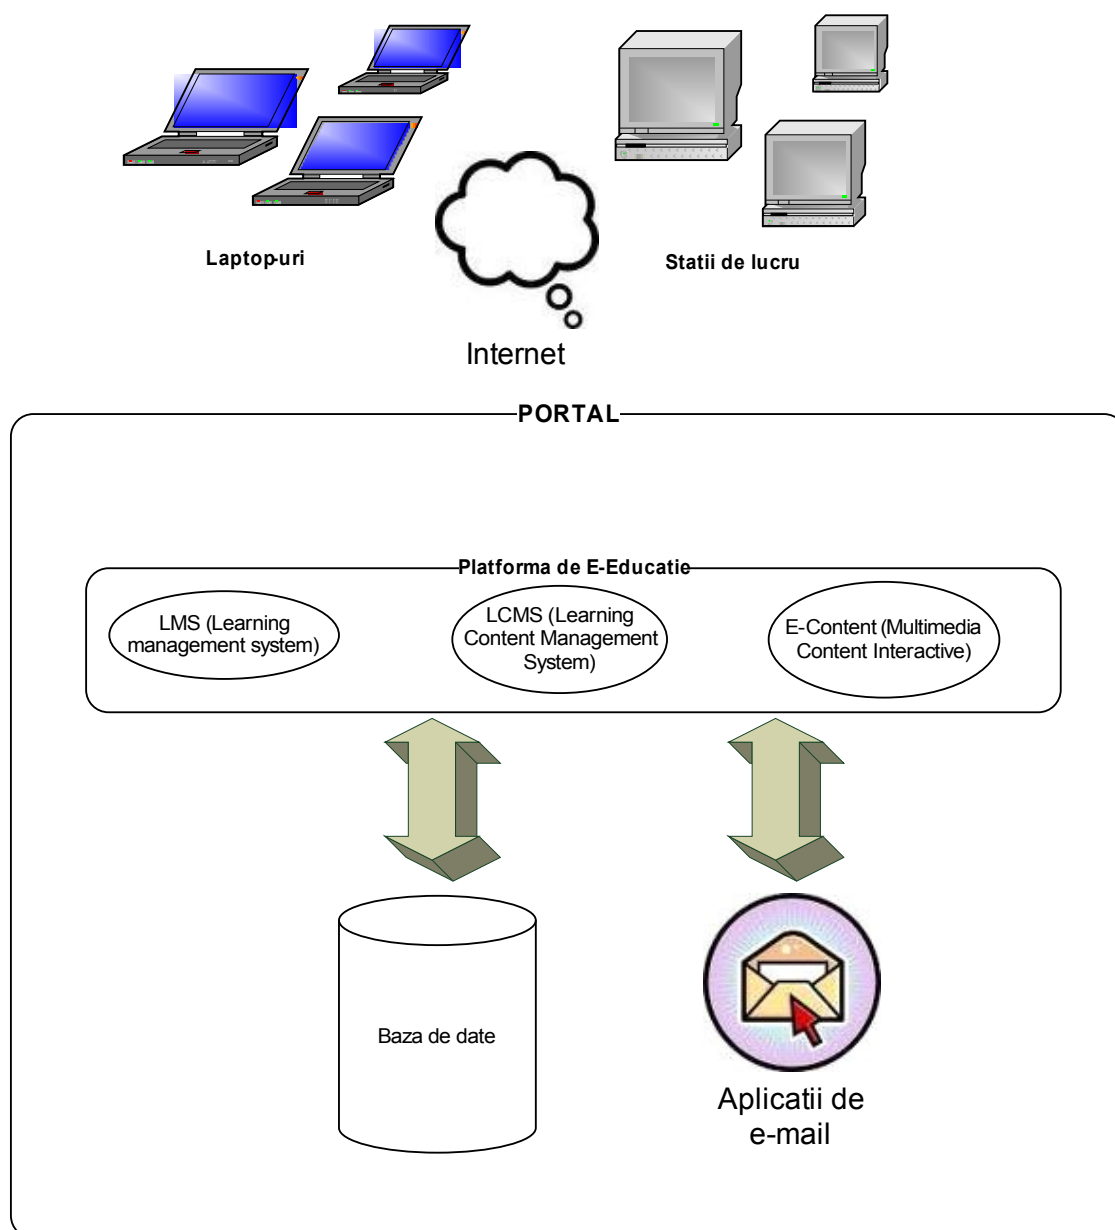 Laptop-uri
Statii de lucru
Internet
PORTAL
Platforma de E-Educatie
LMS (Learning
management system)
LCMS (Learning
Content Management
System)
E-Content (Multimedia
Content Interactive)
Baza de date
Aplicatii de
e-mail